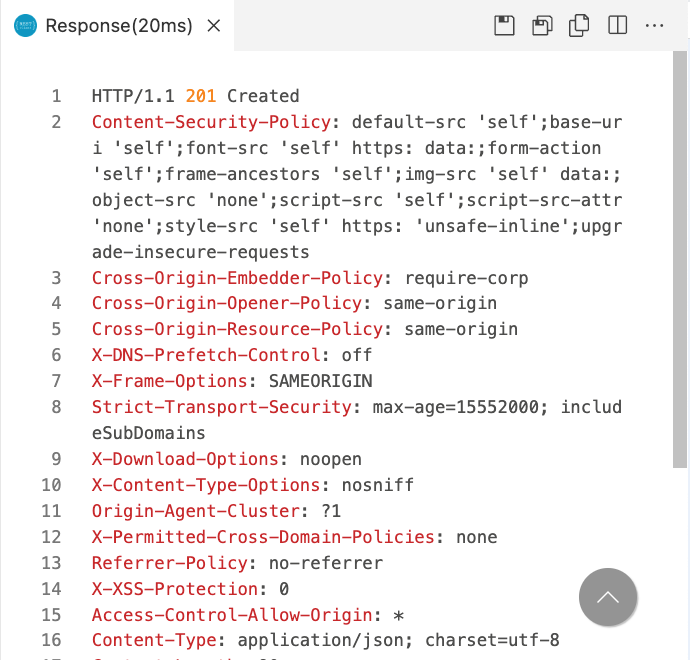 Response(20ms)
1 HTTP/1.1 201 Created
2 Content-Security-Policy: default-src 'self';base-ur
i 'self';font-src 'self' https: data:;form-action
'self';frame-ancestors 'self';img-src 'self' data:;
object-src 'none';script-src 'self';script-src-attr
'none';style-src 'self' https: 'unsafe-inline';upgr
ade-insecure-requests
3 Cross-Origin-Embedder-Policy: require-corp
4 Cross-Origin-Opener-Policy: same-origin
5 Cross-Origin-Resource-Policy: same-origin
6 X-DNS-Prefetch-Control: off
7 X-Frame-Options: SAMEORIGIN
8 Strict-Transport-Security: max-age=15552000; includ
eSubDomains
9 X-Download-Options: noopen
10 X-Content-Type-Options: nosniff
11 Origin-Agent-Cluster: ?1
12 X-Permitted-Cross-Domain-Policies: none
13 Referrer-Policy: no-referrer
14 X-XSS-Protection: 0
15 Access-Control-Allow-Origin: *
16 Content-Type: application/json; charset=utf-8